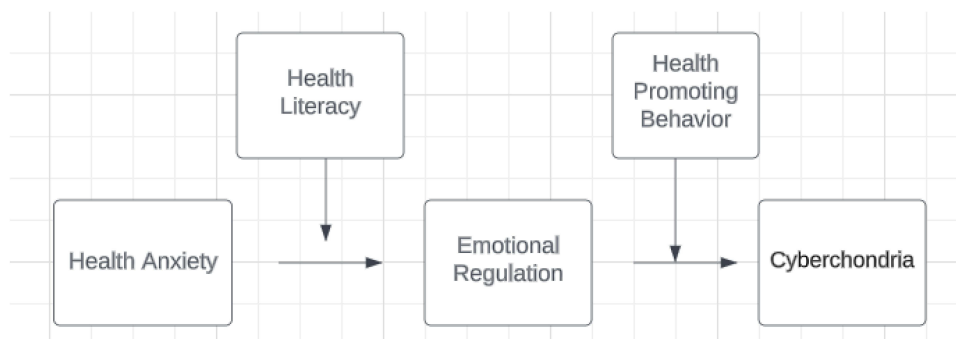 Health
Literacy
Health
Promoting
Behavior
Health Anxiety
Emotional
Regulation
Cyberchondria